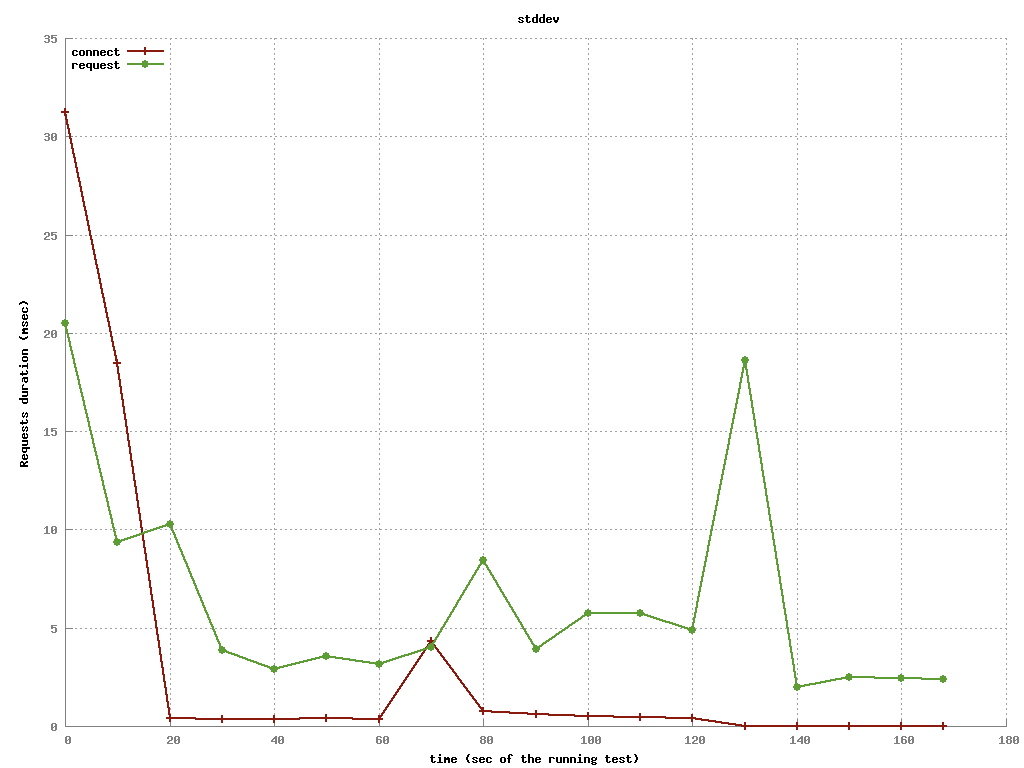 stddev
35
connect
request
30
25
20
15
10
5
0
Requests duration (msec)
0 20 40 60 80 100 120 140 160 180
time (sec of the running test)